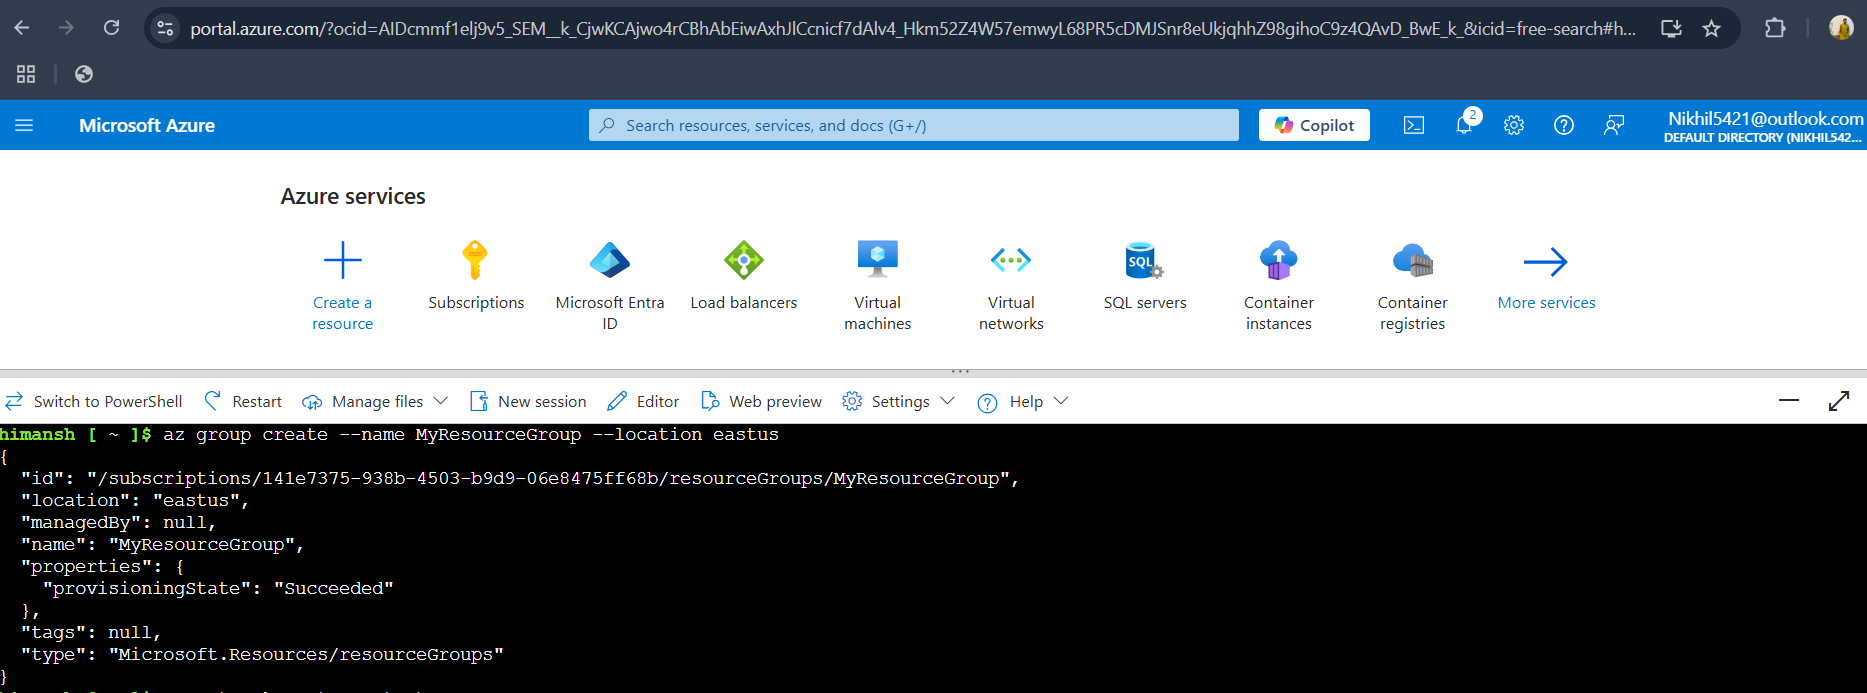 portal.azure.com/?ocid=AIDcmmf1elj9v5_SEM__k_CjwKCAjwo4rCBhAbEiwAxhJlCcnicf7dAlv4_Hkm52Z4W57emwyL68PR5cDMJSnr8eUkjqhhZ98gihoC9z4QAvD_BwE_k_&icid=free-search#h...
Microsoft Azure
Search resources, services, and docs (G+/)
Copilot
2
Nikhil5421@outlook.com
DEFAULT DIRECTORY (NIKHIL542...
Azure services
Create a resource
Subscriptions
Microsoft Entra ID
Load balancers
Virtual machines
Virtual networks
SQL
SQL servers
Container instances
Container registries
More services
Switch to PowerShell
Restart
Manage files
New session
Editor
Web preview
Settings
Help
himansh [ ~ ]$ az group create --name MyResourceGroup --location eastus
{
"id": "/subscriptions/141e7375-938b-4503-b9d9-06e8475ff68b/resourceGroups/MyResourceGroup",
"location": "eastus",
"managedBy": null,
"name": "MyResourceGroup",
"properties": {
"provisioningState": "Succeeded"
},
"tags": null,
"type": "Microsoft.Resources/resourceGroups"
}